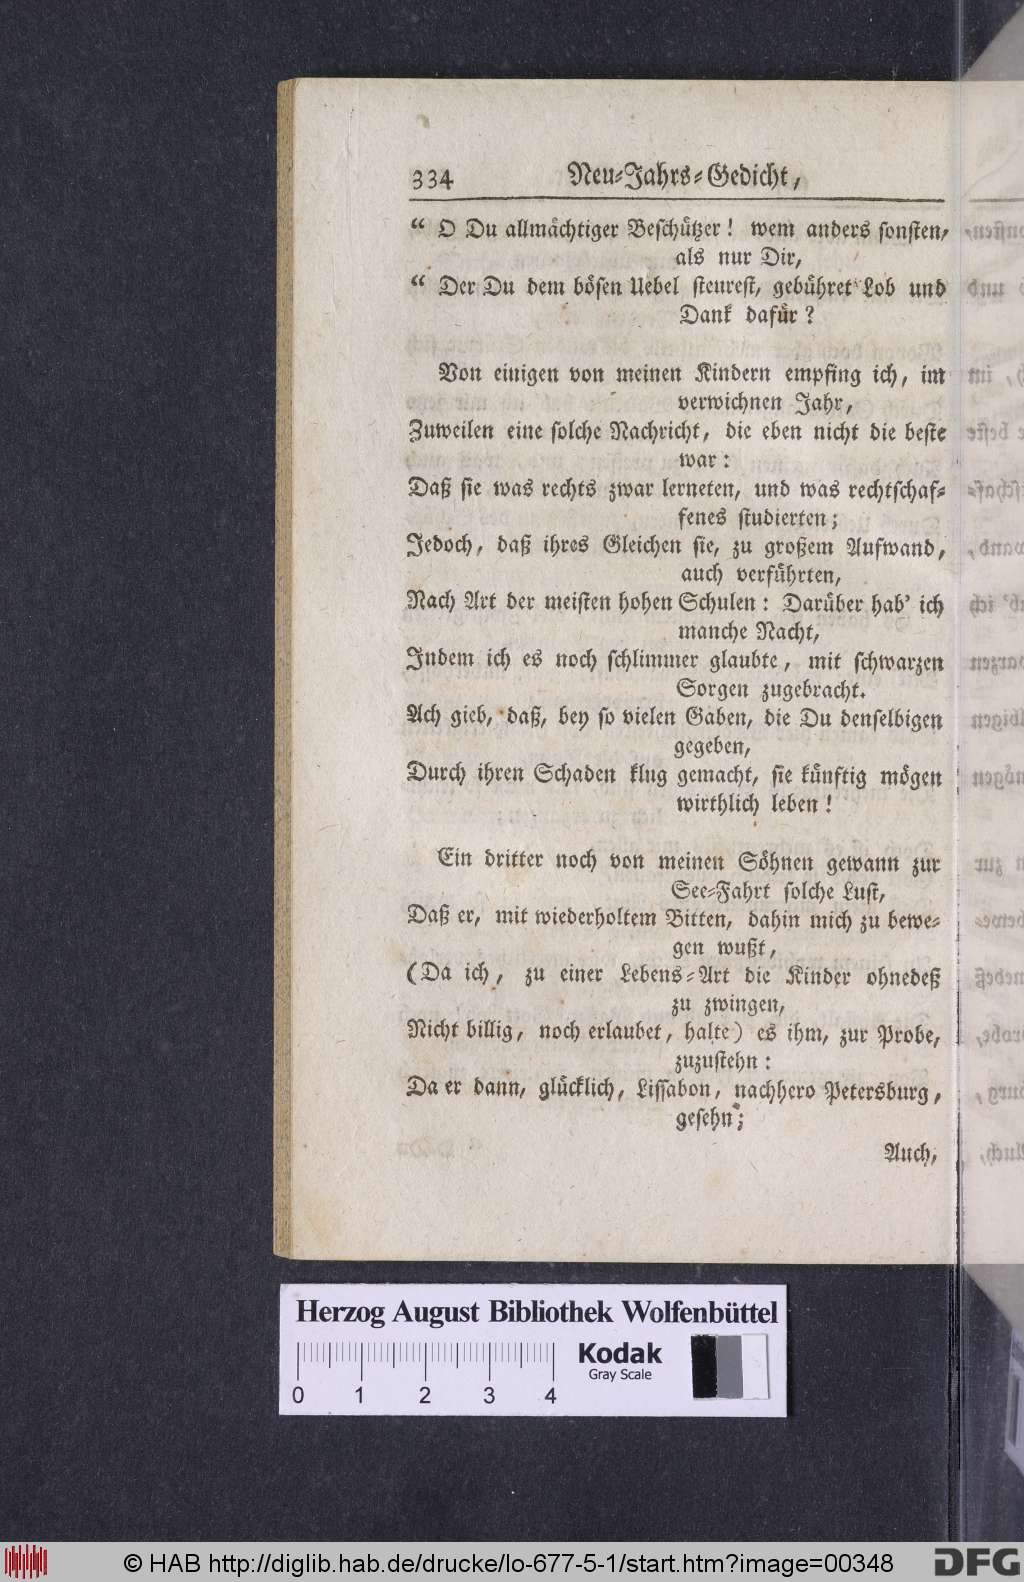 334 Neu-Jahrs-Gedicht,
“ O Du allmächtiger Beschützer! wem anders sonsten,
als nur Dir,
“ Der Du dem bösen Uebel steurest, gebühret Lob und
Dank dafür?
Von einigen von meinen Kindern empfing ich, im
verwichnen Jahr,
Zuweilen eine solche Nachricht, die eben nicht die beste
war:
Daß sie was rechts zwar lerneten, und was rechtschaf-
fenes studierten;
Jedoch, daß ihres Gleichen sie, zu großem Aufwand,
auch verführten,
Nach Art der meisten hohen Schulen: Darüber hab’ ich
manche Nacht,
Indem ich es noch schlimmer glaubte, mit schwarzen
Sorgen zugebracht.
Ach gieb, daß, bey so vielen Gaben, die Du denselbigen
gegeben,
Durch ihren Schaden klug gemacht, sie künftig mögen
wirthlich leben!
Ein dritter noch von meinen Söhnen gewann zur
See-Fahrt solche Lust,
Daß er, mit wiederholtem Bitten, dahin mich zu bewe-
gen wußt,
(Da ich, zu einer Lebens-Art die Kinder ohnedeß
zu zwingen,
Nicht billig, noch erlaubet, halte) es ihm, zur Probe,
zuzustehn:
Da er dann, glücklich, Lissabon, nachhero Petersburg,
gesehn;
Auch,
Herzog August Bibliothek Wolfenbüttel
Kodak
Gray Scale
0 1 2 3 4
© HAB http://diglib.hab.de/drucke/lo-677-5-1/start.htm?image=00348
DFG